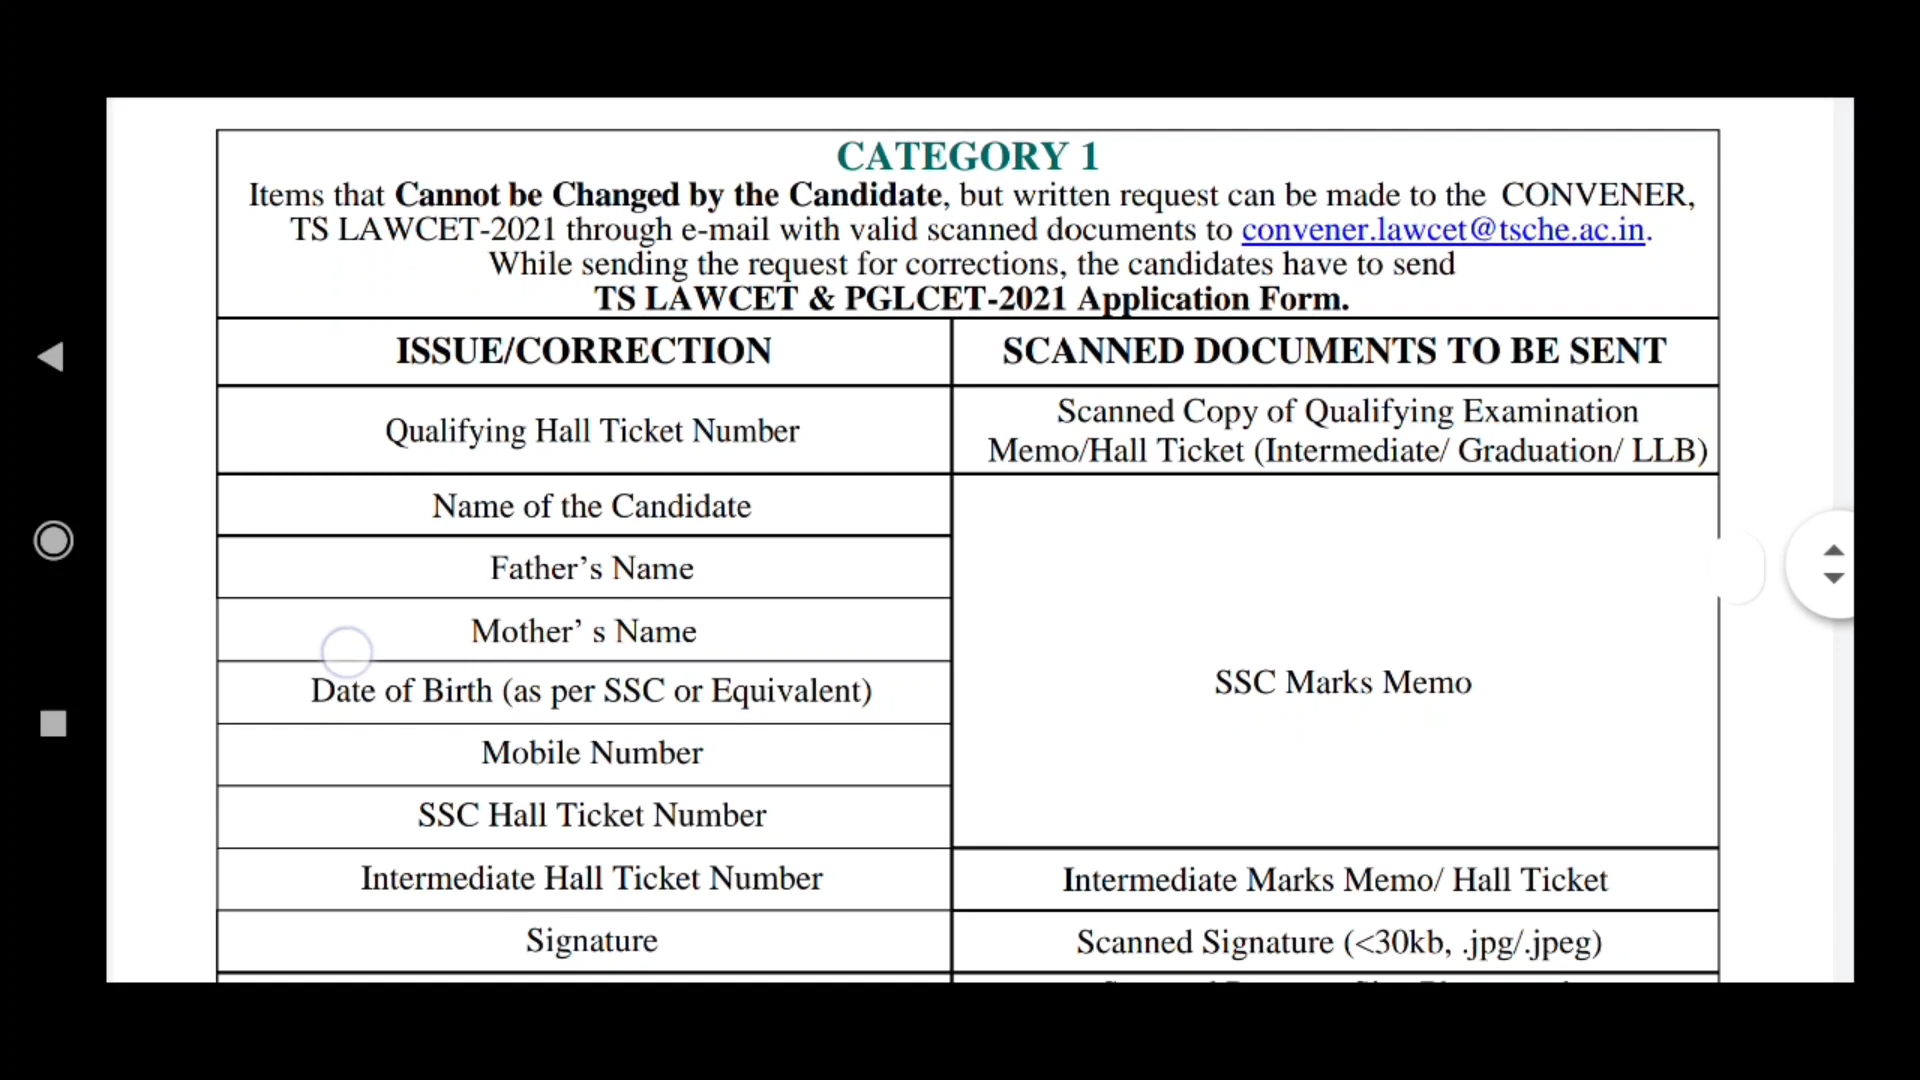 CATEGORY 1
Items that Cannot be Changed by the Candidate, but written request can be made to the CONVENER,
TS LAWCET-2021 through e-mail with valid scanned documents to convener.lawcet@tsche.ac.in.
While sending the request for corrections, the candidates have to send
TS LAWCET & PGLCET-2021 Application Form.
ISSUE/CORRECTION
SCANNED DOCUMENTS TO BE SENT
Qualifying Hall Ticket Number
Scanned Copy of Qualifying Examination
Memo/Hall Ticket (Intermediate/ Graduation/ LLB)
Name of the Candidate
Father’s Name
Mother’ s Name
Date of Birth (as per SSC or Equivalent)
Mobile Number
SSC Hall Ticket Number
SSC Marks Memo
Intermediate Hall Ticket Number
Intermediate Marks Memo/ Hall Ticket
Signature
Scanned Signature (<30kb, .jpg/.jpeg)